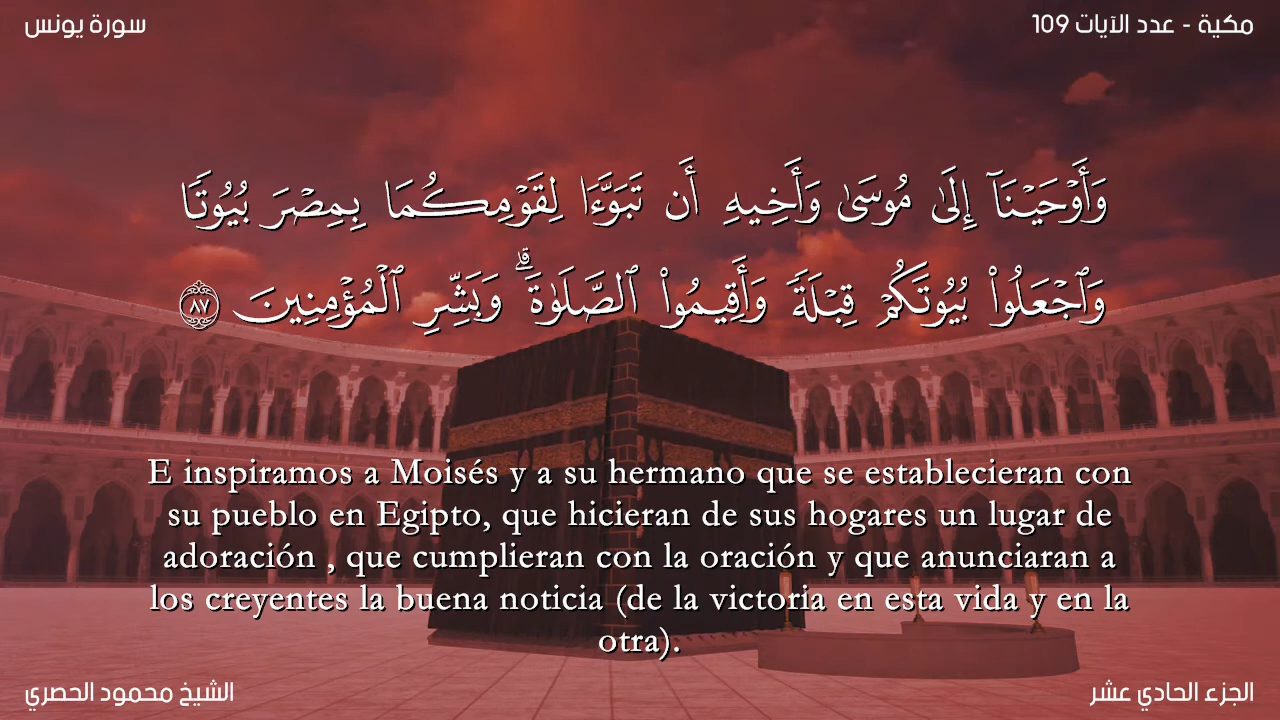 سورة يونس
مكية - عدد الآيات 109
وَأَوْحَيْنَآ إِلَىٰ مُوسَىٰ وَأَخِيهِ أَن تَبَوَّءَا لِقَوْمِكُمَا بِمِصْرَ بُيُوتًا
وَٱجْعَلُوا۟ بُيُوتَكُمْ قِبْلَةً وَأَقِيمُوا۟ ٱلصَّلَوٰةَ ۗ وَبَشِّرِ ٱلْمُؤْمِنِينَ ٨٧
E inspiramos a Moisés y a su hermano que se establecieran con
su pueblo en Egipto, que hicieran de sus hogares un lugar de
adoración , que cumplieran con la oración y que anunciaran a
los creyentes la buena noticia (de la victoria en esta vida y en la
otra).
الشيخ محمود الحصري
الجزء الحادي عشر